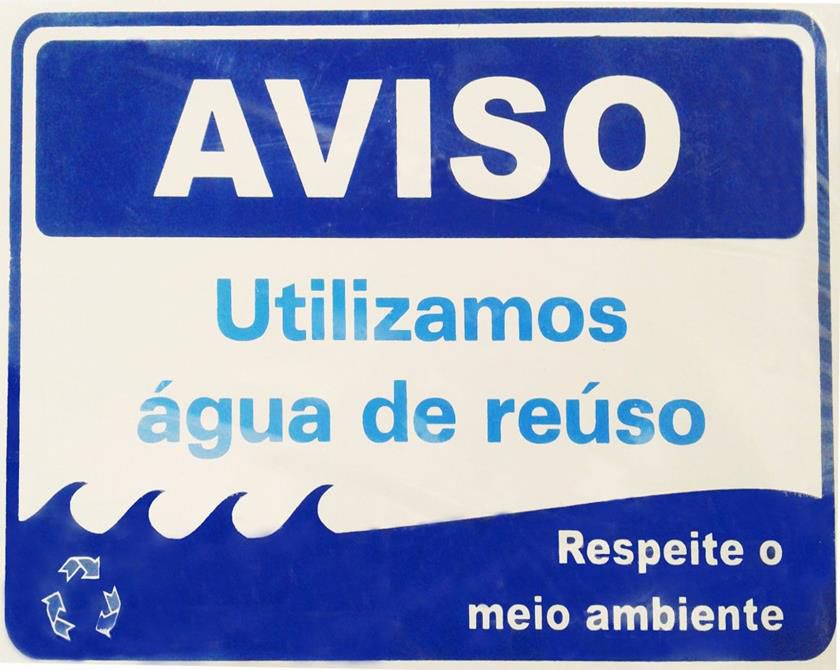 AVISO
Utilizamos
água de reúso
Respeite o
meio ambiente